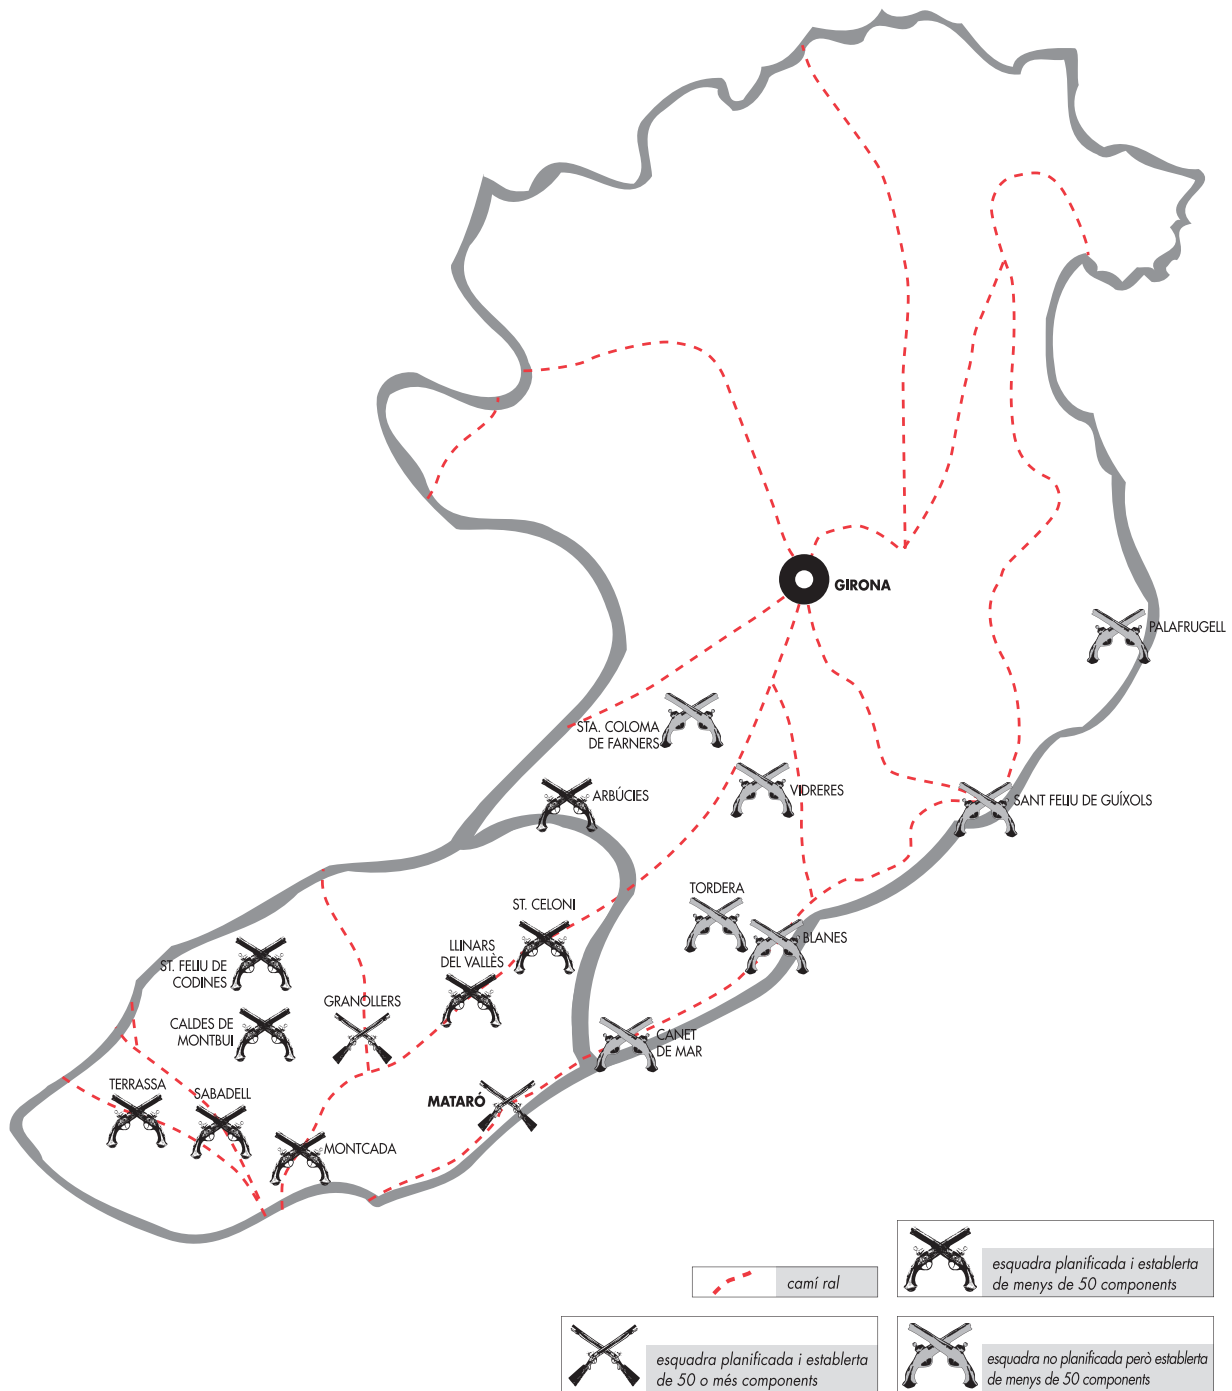 GIRONA
PALAFRUGELL
STA. COLOMA
DE FARNERS
ARBÚCIES
VIDRERES
SANT FELIU DE GUÍXOLS
TORDERA
BLANES
ST. CELONI
LLINARS
DEL VALLÈS
ST. FELIU DE
CODINES
GRANOLLERS
CALDES DE
MONTBUI
CANET
DE MAR
TERRASSA
SABADELL
MATARÓ
MONTCADA
camí ral
esquadra planificada i establerta
de menys de 50 components
esquadra planificada i establerta
de 50 o més components
esquadra no planificada però establerta
de menys de 50 components